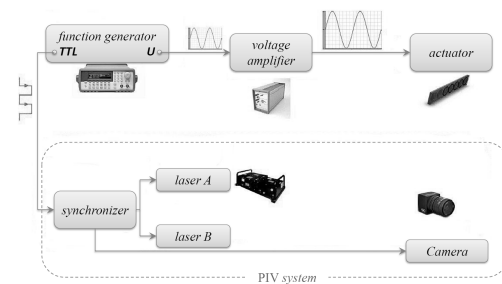 function generator
TTL U
voltage
amplifier
actuator
laser A
synchronizer
laser B
Camera
PIV system